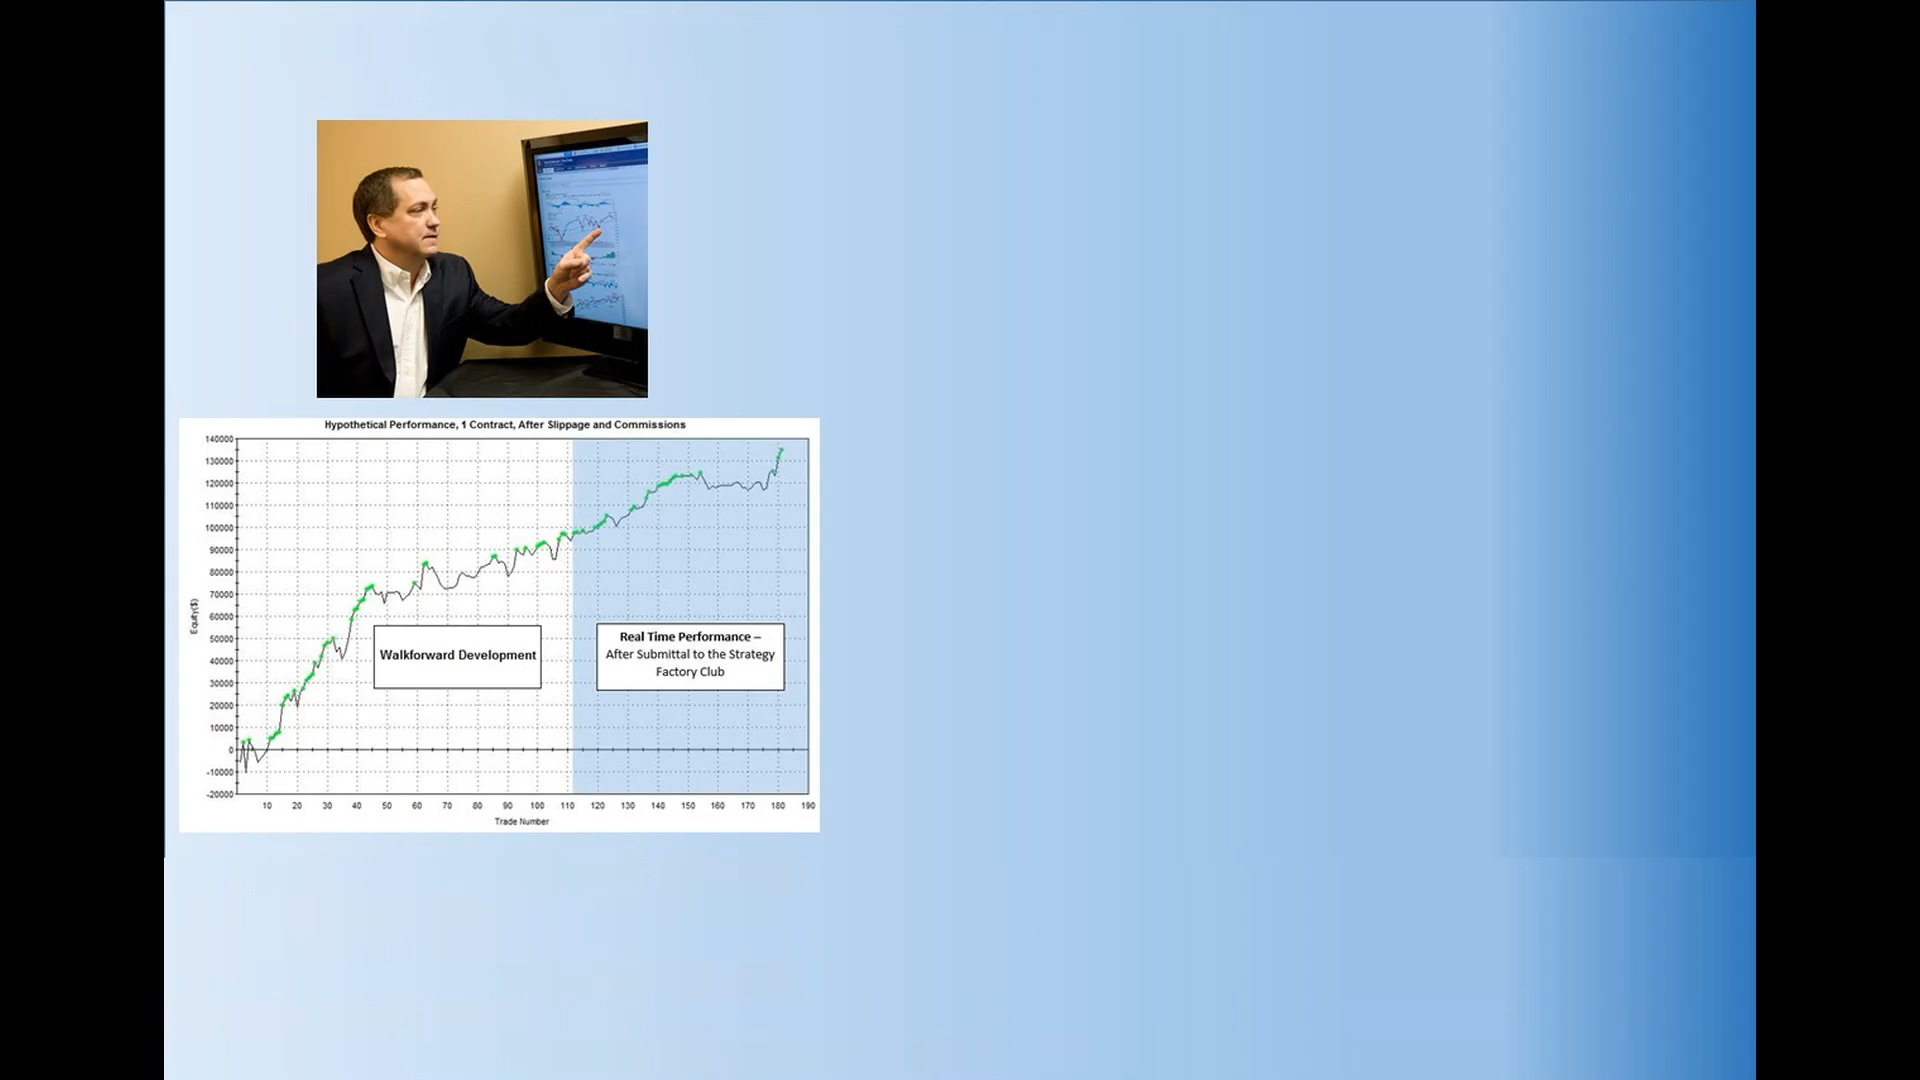 Hypothetical Performance, 1 Contract, After Slippage and Commissions
140000
130000
120000
110000
100000
90000
80000
70000
60000
50000
40000
30000
20000
10000
0
-10000
-20000
Equity($)
Walkforward Development
Real Time Performance –
After Submittal to the Strategy
Factory Club
10 20 30 40 50 60 70 80 90 100 110 120 130 140 150 160 170 180 190
Trade Number